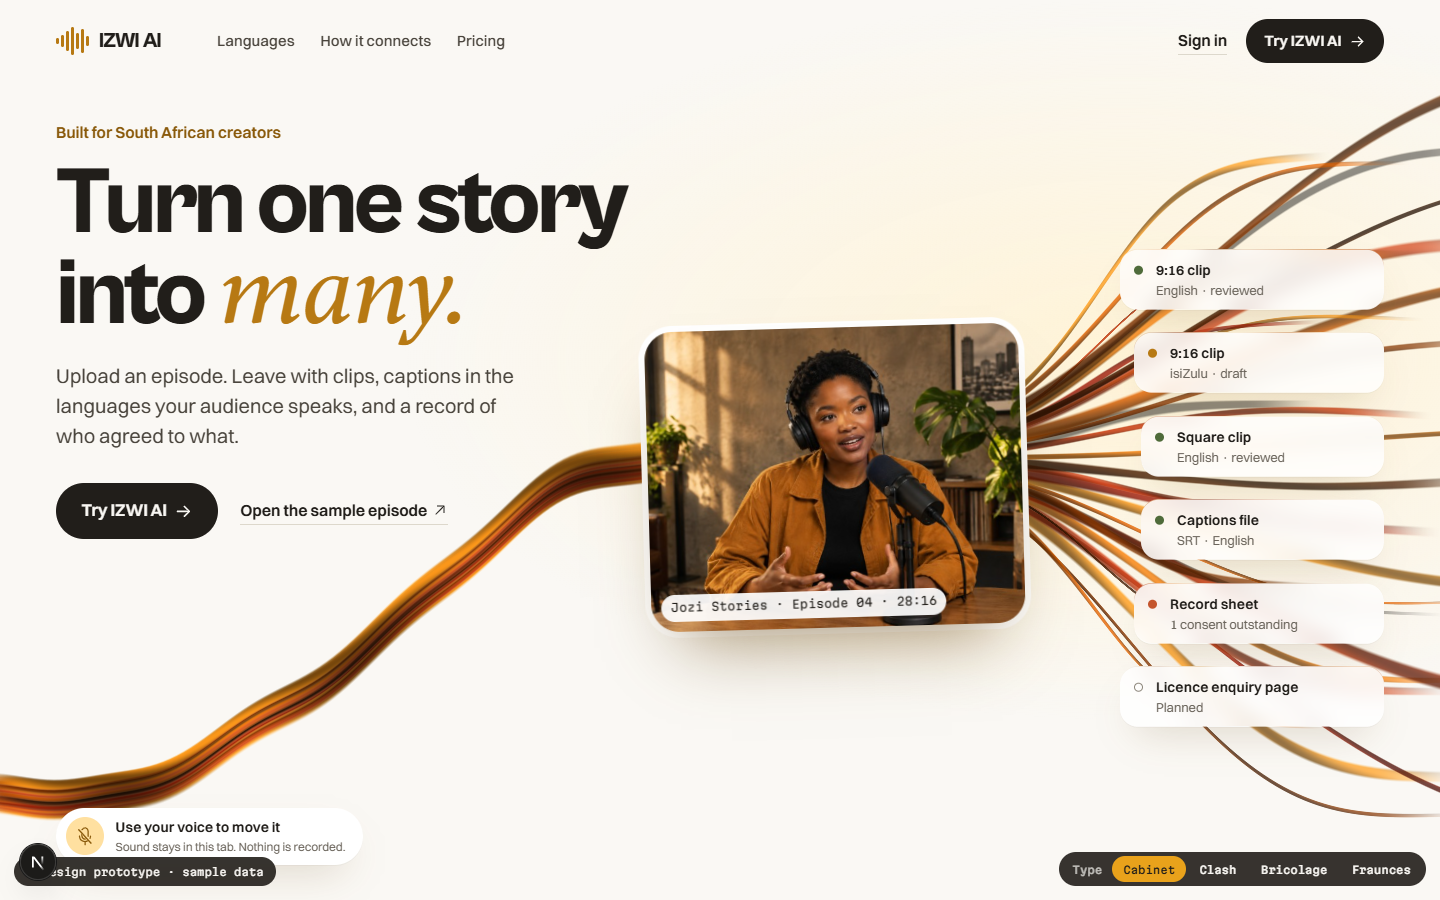 IZWI AI
Languages
How it connects
Pricing
Sign in
Try IZWI AI →
Built for South African creators
Turn one story
into many.
Upload an episode. Leave with clips, captions in the
languages your audience speaks, and a record of
who agreed to what.
Try IZWI AI →
Open the sample episode ↗
Jozi Stories · Episode 04 · 28:16
9:16 clip
English · reviewed
9:16 clip
isiZulu · draft
Square clip
English · reviewed
Captions file
SRT · English
Record sheet
1 consent outstanding
Licence enquiry page
Planned
Use your voice to move it
Sound stays in this tab. Nothing is recorded.
N
sign prototype · sample data
Type
Cabinet
Clash
Bricolage
Fraunces